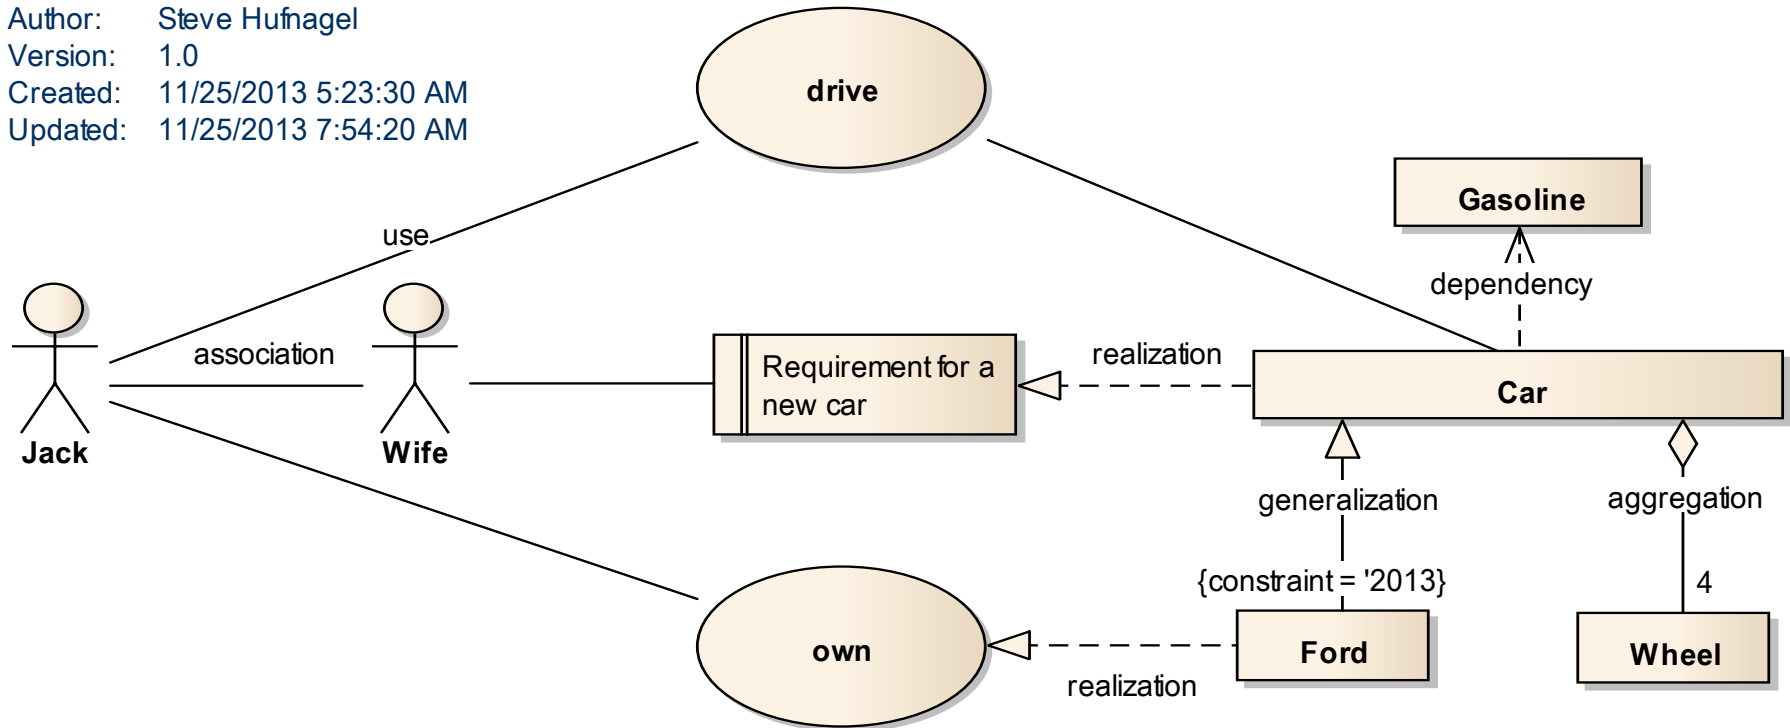 Author: Steve Hufnagel
Version: 1.0
Created: 11/25/2013 5:23:30 AM
Updated: 11/25/2013 7:54:20 AM
drive
Gasoline
use
dependency
association
realization
Requirement for a
new car
Car
Jack
Wife
generalization
aggregation
{constraint = '2013}
4
own
Ford
Wheel
realization